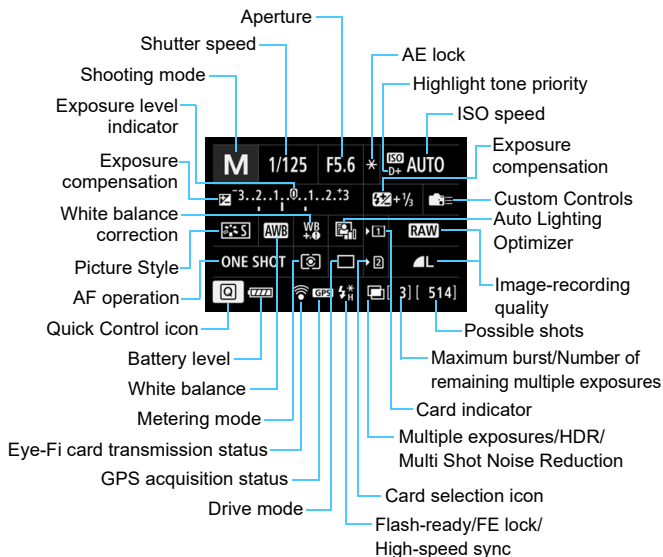 Aperture
Shutter speed
AE lock
Shooting mode
Highlight tone priority
Exposure level
indicator
ISO speed
Exposure
compensation
Exposure
compensation
White balance
correction
Custom Controls
Auto Lighting
Optimizer
Picture Style
AF operation
Image-recording
quality
Quick Control icon
Possible shots
Battery level
Maximum burst/Number of
remaining multiple exposures
White balance
Card indicator
Metering mode
Multiple exposures/HDR/
Multi Shot Noise Reduction
Eye-Fi card transmission status
GPS acquisition status
Card selection icon
Drive mode
Flash-ready/FE lock/
High-speed sync
M 1/125 F5.6 * ISO D+ AUTO
-3..2..1..0..1..2..+3 +1/3
S AWB WB +/- 1 RAW
ONE SHOT 2 L
Q GPS H * [ 3] [ 514]